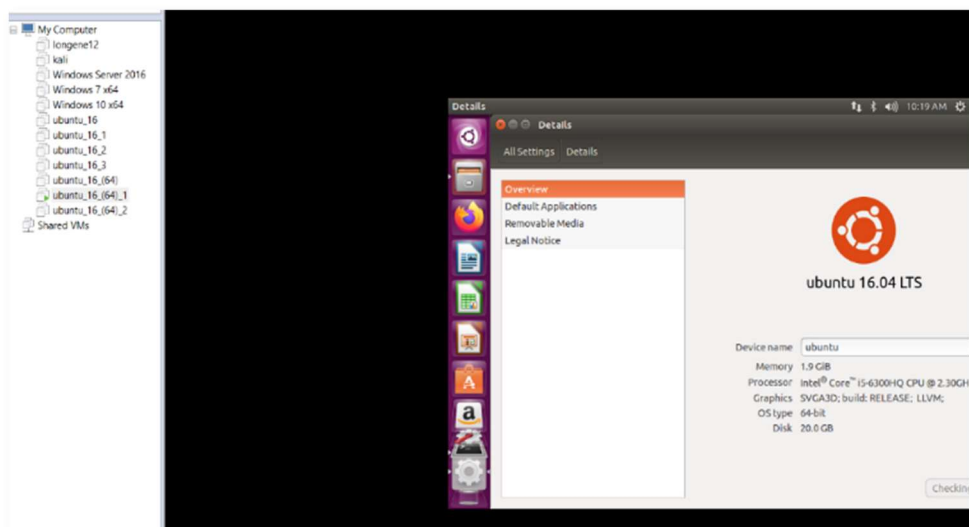 My Computer
longene12
kali
Windows Server 2016
Windows 7 x64
Windows 10 x64
ubuntu_16
ubuntu_16_1
ubuntu_16_2
ubuntu_16_3
ubuntu_16_(64)
ubuntu_16_(64)_1
ubuntu_16_(64)_2
Shared VMs
Details 10:19 AM
Details
All Settings Details
Overview
Default Applications
Removable Media
Legal Notice
ubuntu 16.04 LTS
Device name ubuntu
Memory 1.9 GiB
Processor Intel® Core™ i5-6300HQ CPU @ 2.30GH
Graphics SVGA3D; build: RELEASE; LLVM;
OS type 64-bit
Disk 20.0 GB
Checking